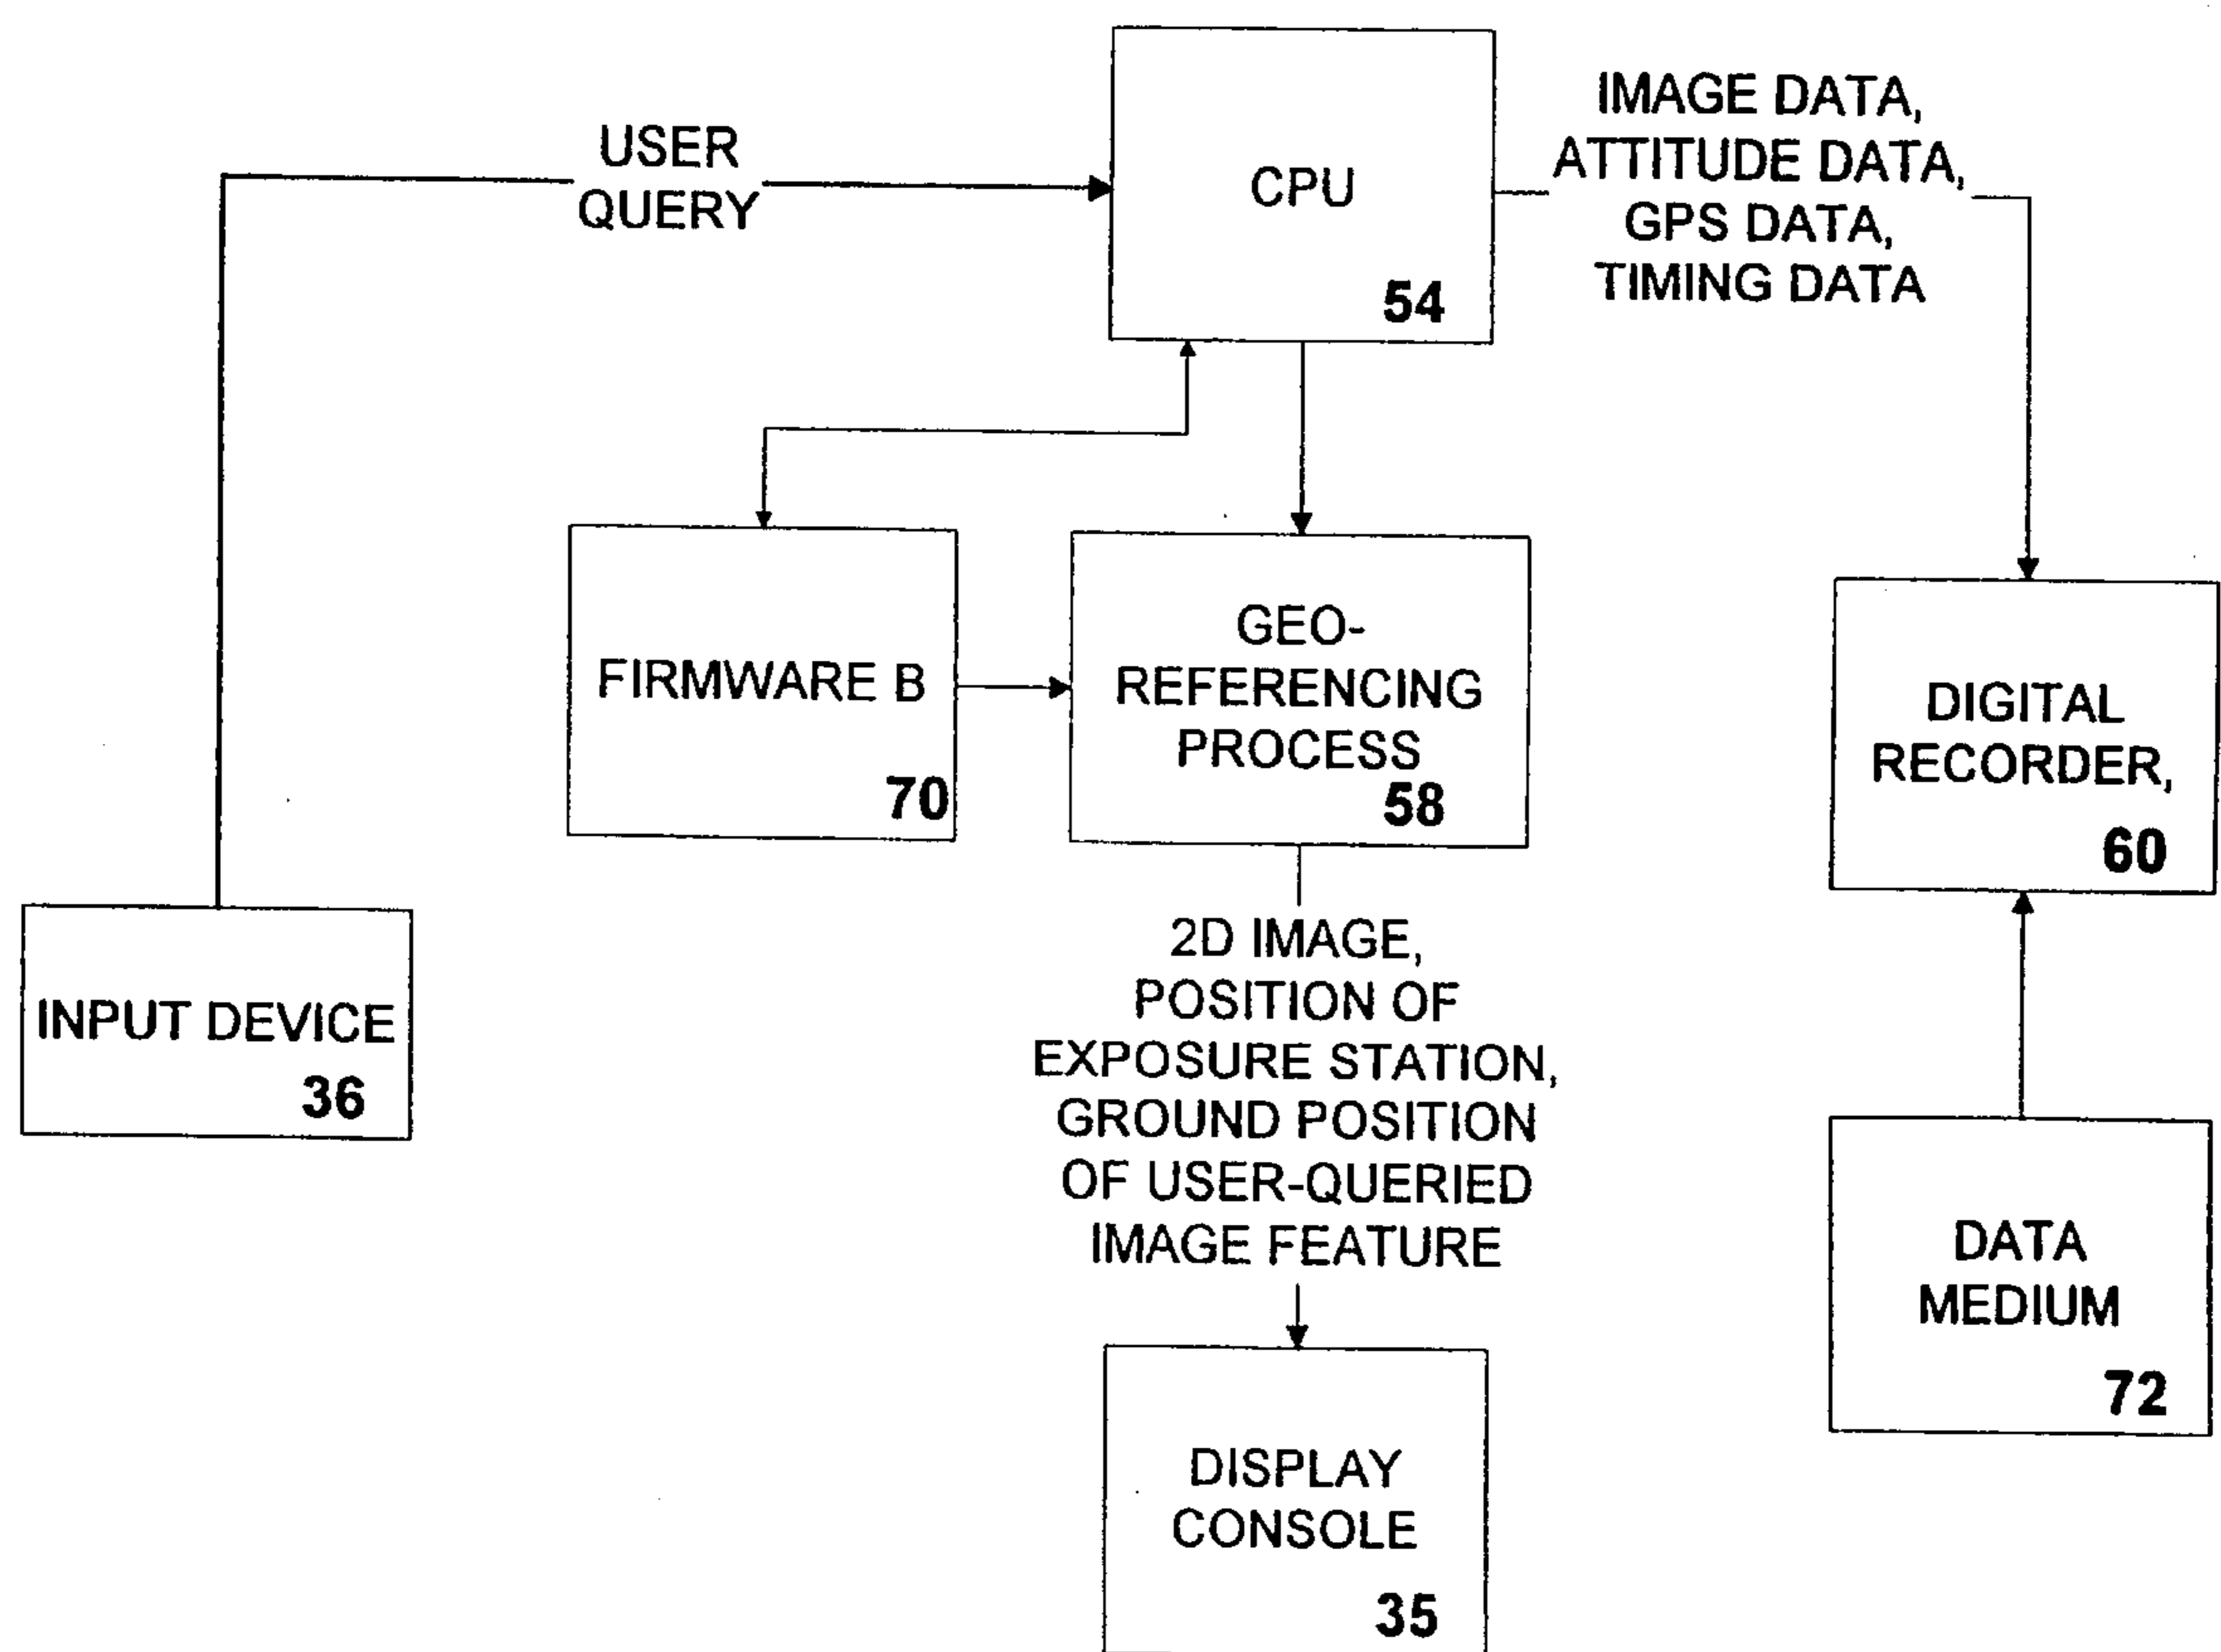 USER
QUERY
CPU
54
IMAGE DATA,
ATTITUDE DATA,
GPS DATA,
TIMING DATA
FIRMWARE B
70
GEO-
REFERENCING
PROCESS
58
DIGITAL
RECORDER,
60
INPUT DEVICE
36
2D IMAGE,
POSITION OF
EXPOSURE STATION,
GROUND POSITION
OF USER-QUERIED
IMAGE FEATURE
DATA
MEDIUM
72
DISPLAY
CONSOLE
35